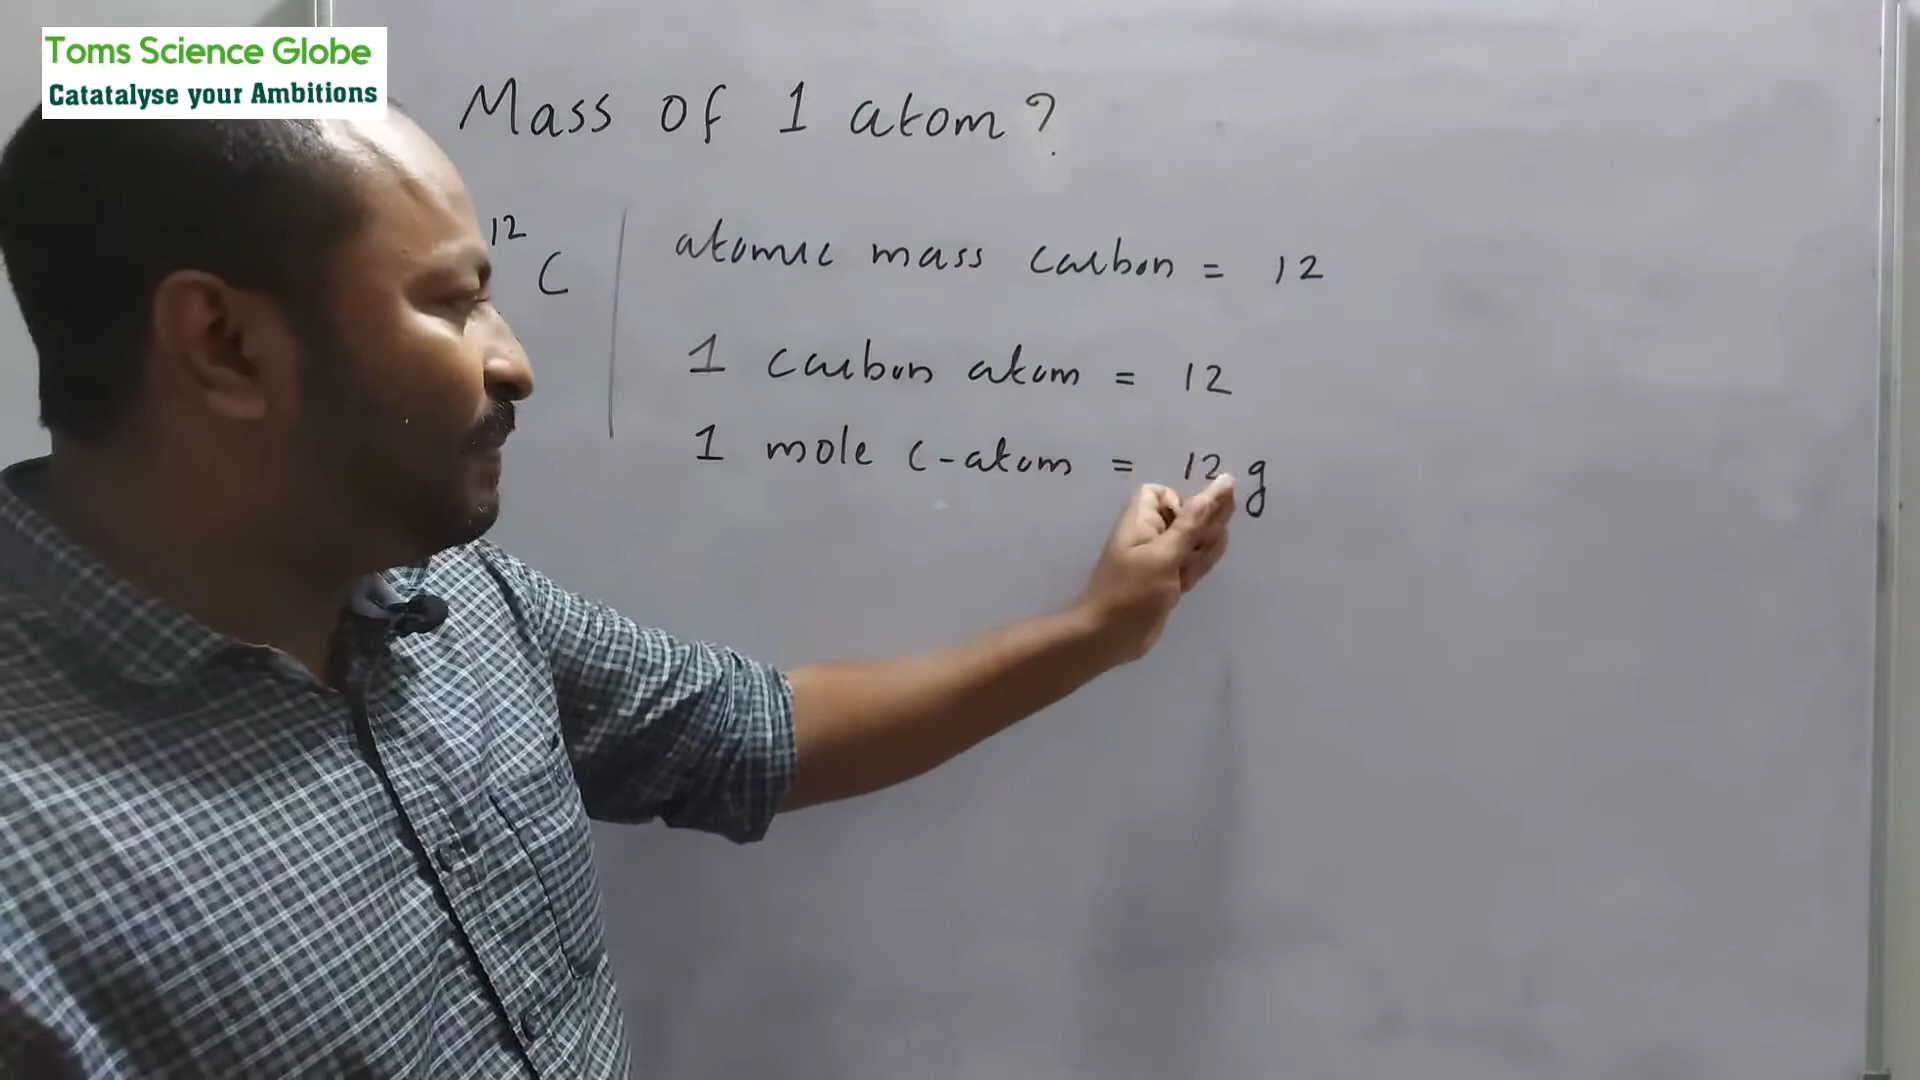 Toms Science Globe
Catatalyse your Ambitions
Mass of 1 atom?
12
C
atomic mass carbon = 12
1 carbon atom = 12
1 mole C-atom = 12 g